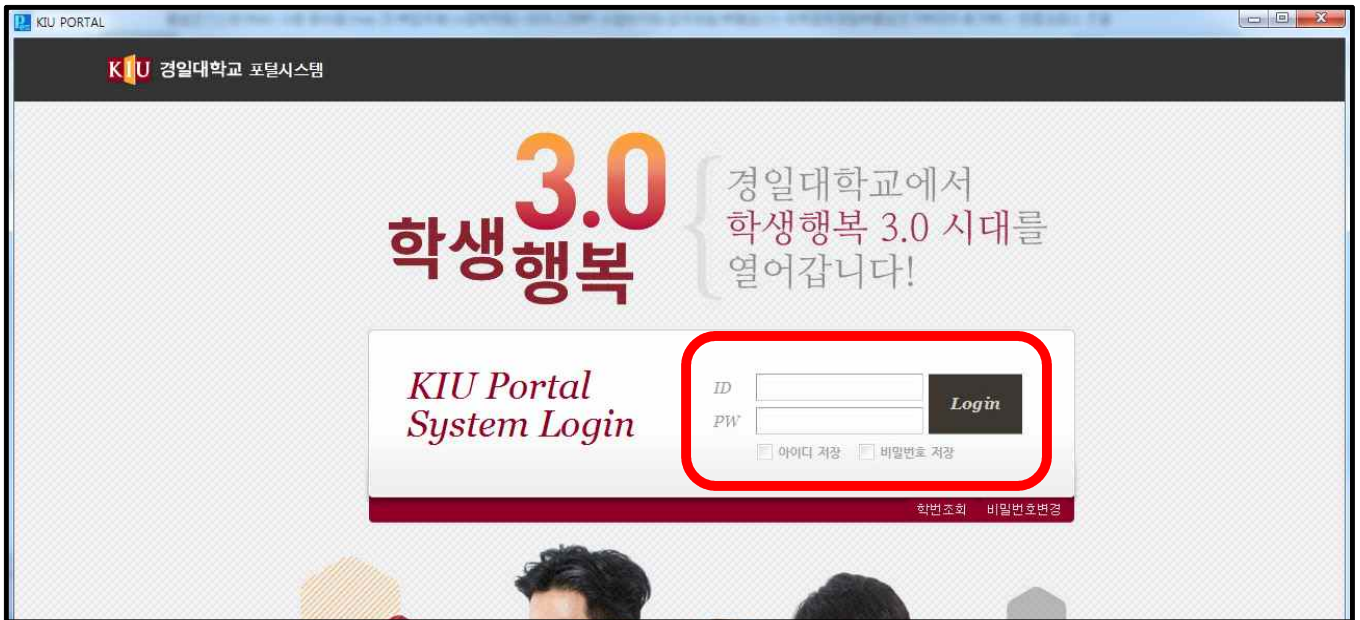 KIU PORTAL
KIU 경일대학교 포털시스템
3.0
학생행복
경일대학교에서
학생행복 3.0 시대를
열어갑니다!
KIU Portal
System Login
ID
PW
Login
아이디 저장 비밀번호 저장
학번조회 비밀번호변경